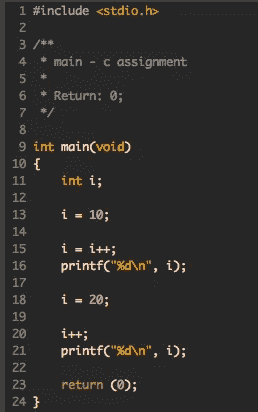 1 #include <stdio.h>
2
3 /**
4  * main - c assignment
5  *
6  * Return: 0;
7  */
8
9 int main(void)
10 {
11     int i;
12
13     i = 10;
14
15     i = i++;
16     printf("%d\n", i);
17
18     i = 20;
19
20     i++;
21     printf("%d\n", i);
22
23     return (0);
24 }